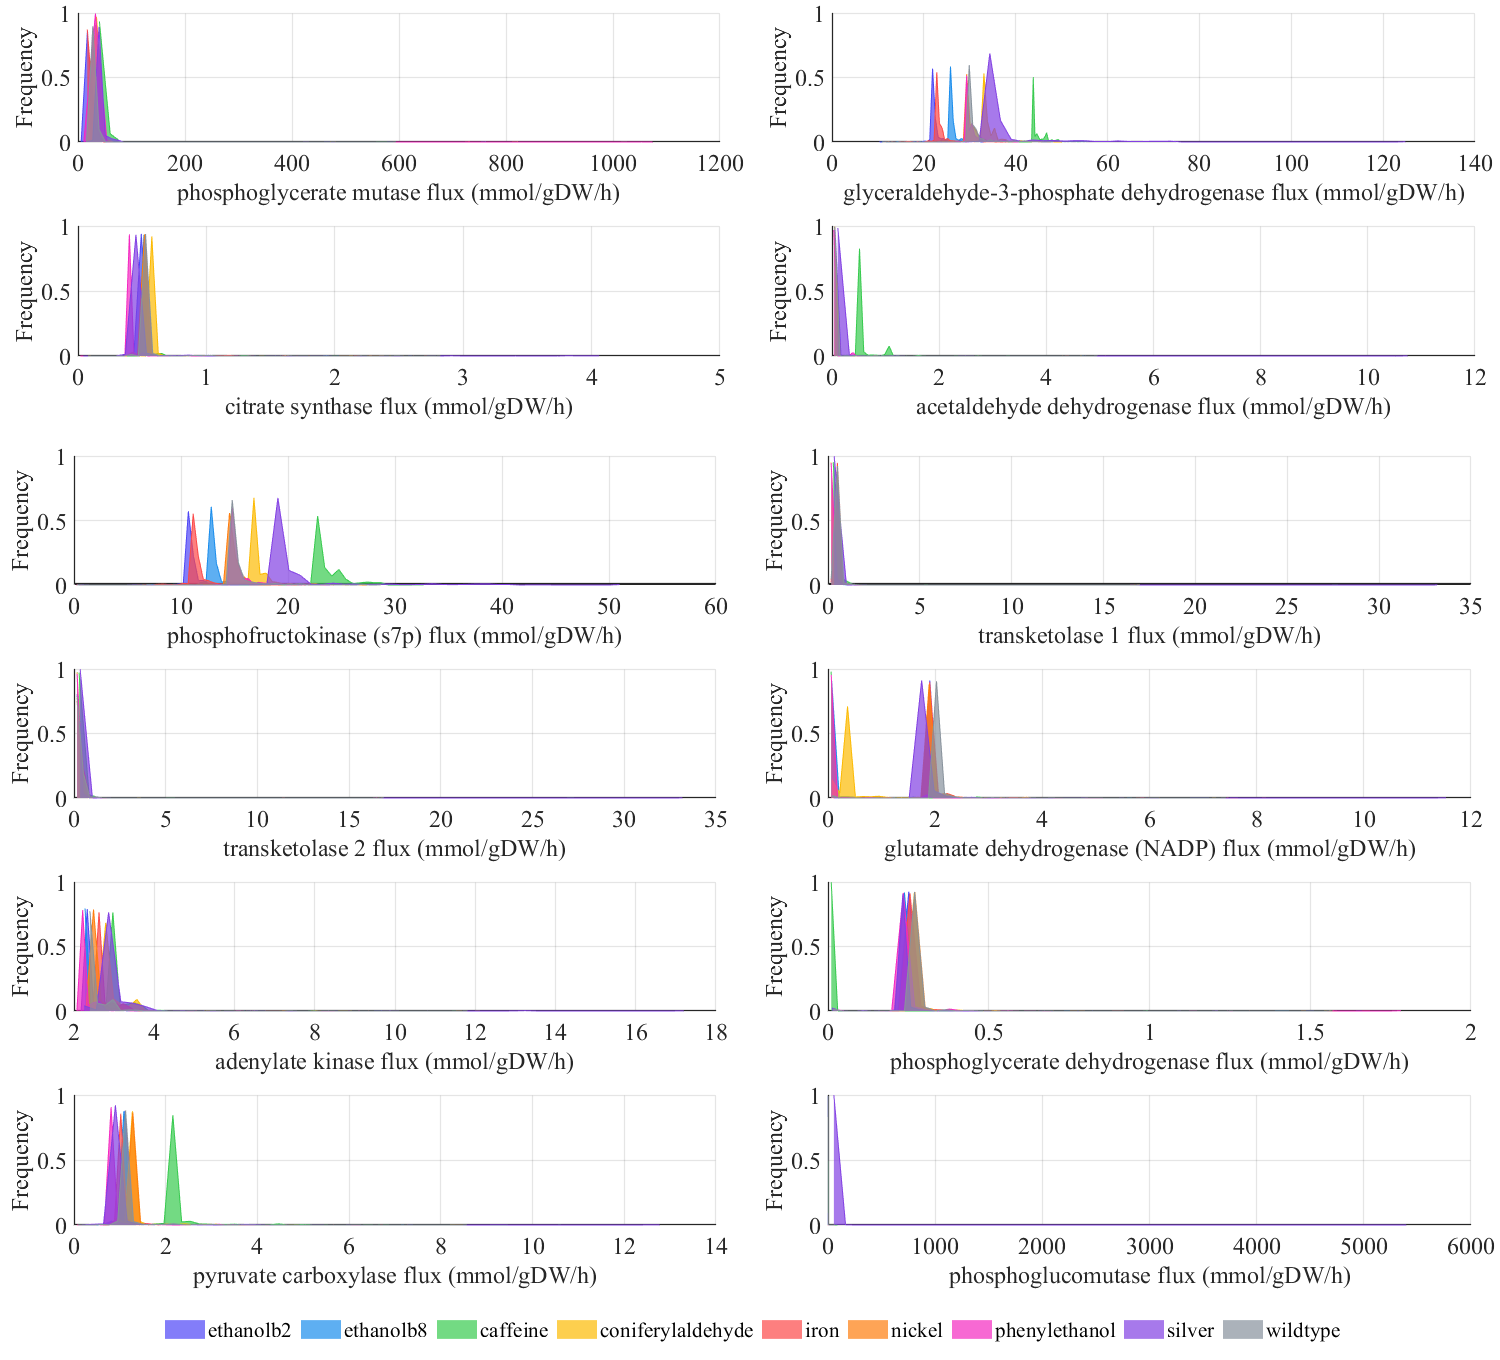 1
0.5
0
Frequency
0 200 400 600 800 1000 1200
phosphoglycerate mutase flux (mmol/gDW/h)
1
0.5
0
Frequency
0 20 40 60 80 100 120 140
glyceraldehyde-3-phosphate dehydrogenase flux (mmol/gDW/h)
1
0.5
0
Frequency
0 1 2 3 4 5
citrate synthase flux (mmol/gDW/h)
1
0.5
0
Frequency
0 2 4 6 8 10 12
acetaldehyde dehydrogenase flux (mmol/gDW/h)
1
0.5
0
Frequency
0 10 20 30 40 50 60
phosphofructokinase (s7p) flux (mmol/gDW/h)
1
0.5
0
Frequency
0 5 10 15 20 25 30 35
transketolase 1 flux (mmol/gDW/h)
1
0.5
0
Frequency
0 5 10 15 20 25 30 35
transketolase 2 flux (mmol/gDW/h)
1
0.5
0
Frequency
0 2 4 6 8 10 12
glutamate dehydrogenase (NADP) flux (mmol/gDW/h)
1
0.5
0
Frequency
2 4 6 8 10 12 14 16 18
adenylate kinase flux (mmol/gDW/h)
1
0.5
0
Frequency
0 0.5 1 1.5 2
phosphoglycerate dehydrogenase flux (mmol/gDW/h)
1
0.5
0
Frequency
0 2 4 6 8 10 12 14
pyruvate carboxylase flux (mmol/gDW/h)
1
0.5
0
Frequency
0 1000 2000 3000 4000 5000 6000
phosphoglucomutase flux (mmol/gDW/h)
ethanolb2 ethanolb8 caffeine coniferylaldehyde iron nickel phenylethanol silver wildtype